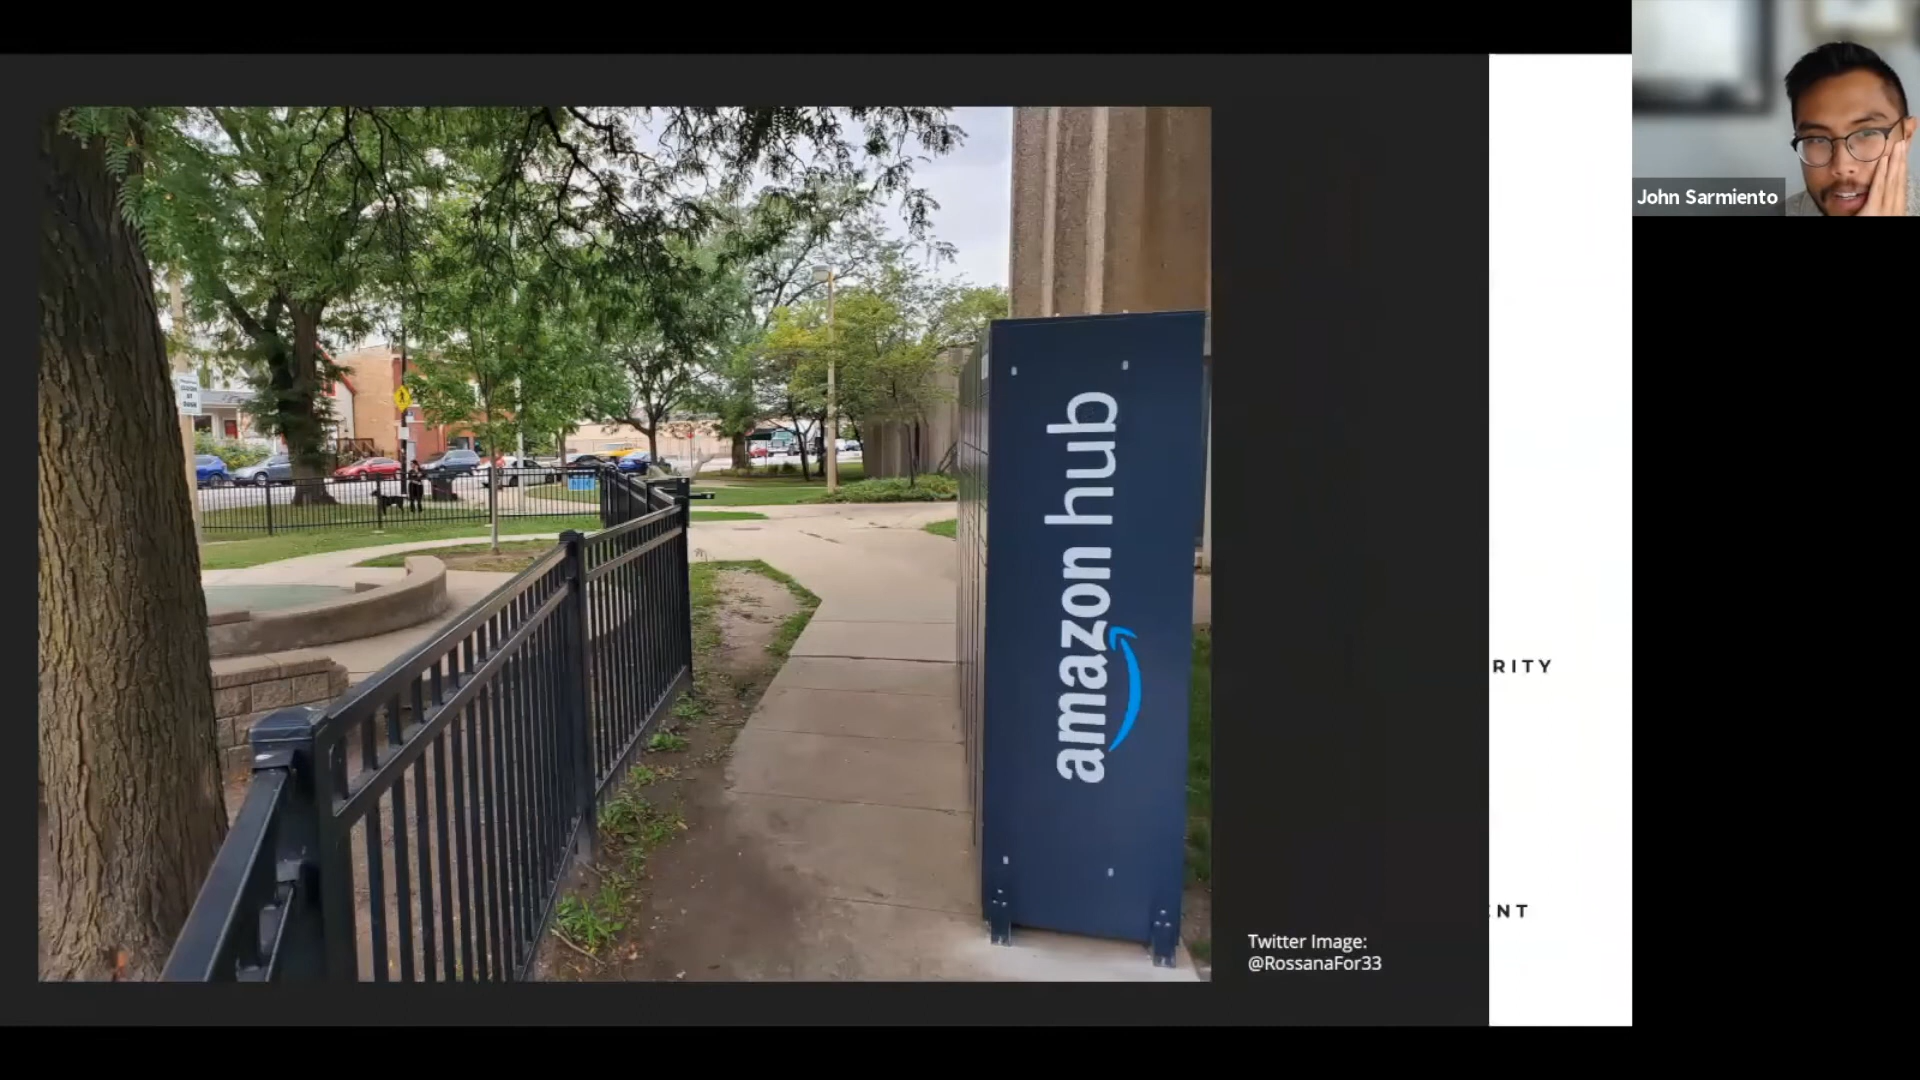 amazon hub
Twitter Image:
@RossanaFor33
RITY
NT
John Sarmiento